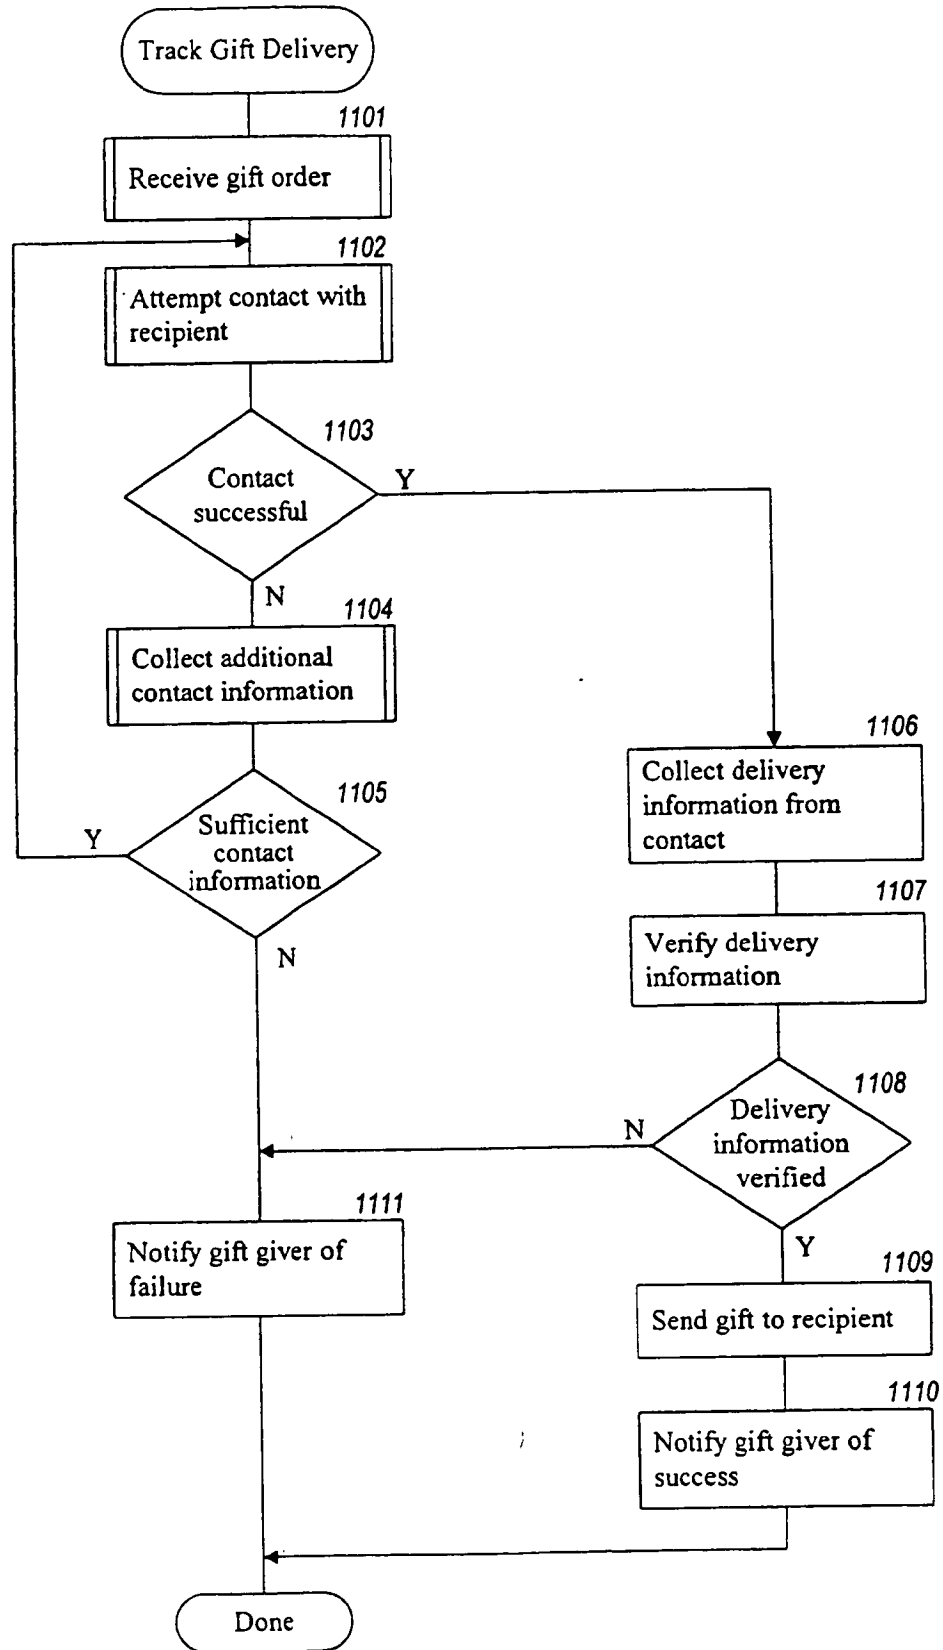 Track Gift Delivery
1101
Receive gift order
1102
Attempt contact with
recipient
1103
Contact
successful
Y
N
1104
Collect additional
contact information
1105
Sufficient
contact
information
Y
N
1106
Collect delivery
information from
contact
1107
Verify delivery
information
1108
Delivery
information
verified
N
Y
1111
Notify gift giver of
failure
1109
Send gift to recipient
1110
Notify gift giver of
success
Done